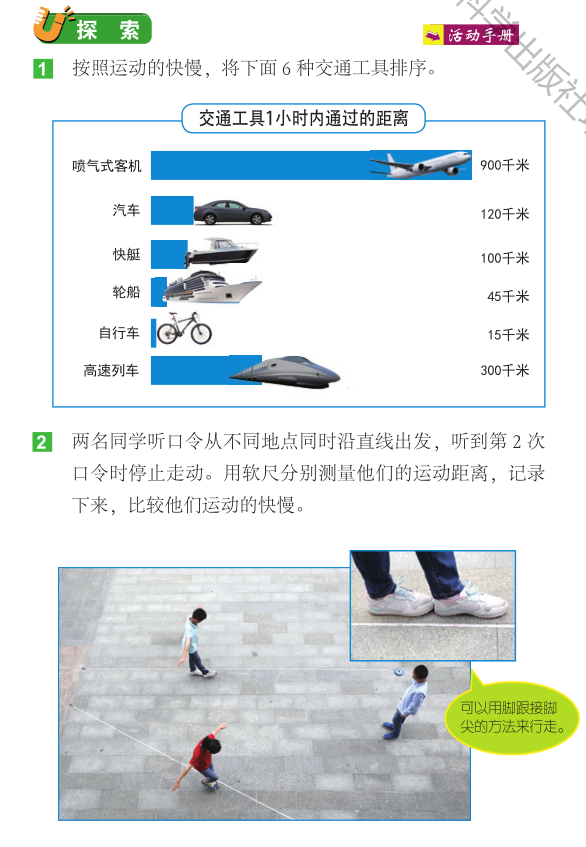 探 索
活动手册
科学出版社
1 按照运动的快慢，将下面 6 种交通工具排序。
交通工具1小时内通过的距离
喷气式客机 900千米
汽车 120千米
快艇 100千米
轮船 45千米
自行车 15千米
高速列车 300千米
2 两名同学听口令从不同地点同时沿直线出发，听到第 2 次
口令时停止走动。用软尺分别测量他们的运动距离，记录
下来，比较他们运动的快慢。
可以用脚跟接脚
尖的方法来行走。